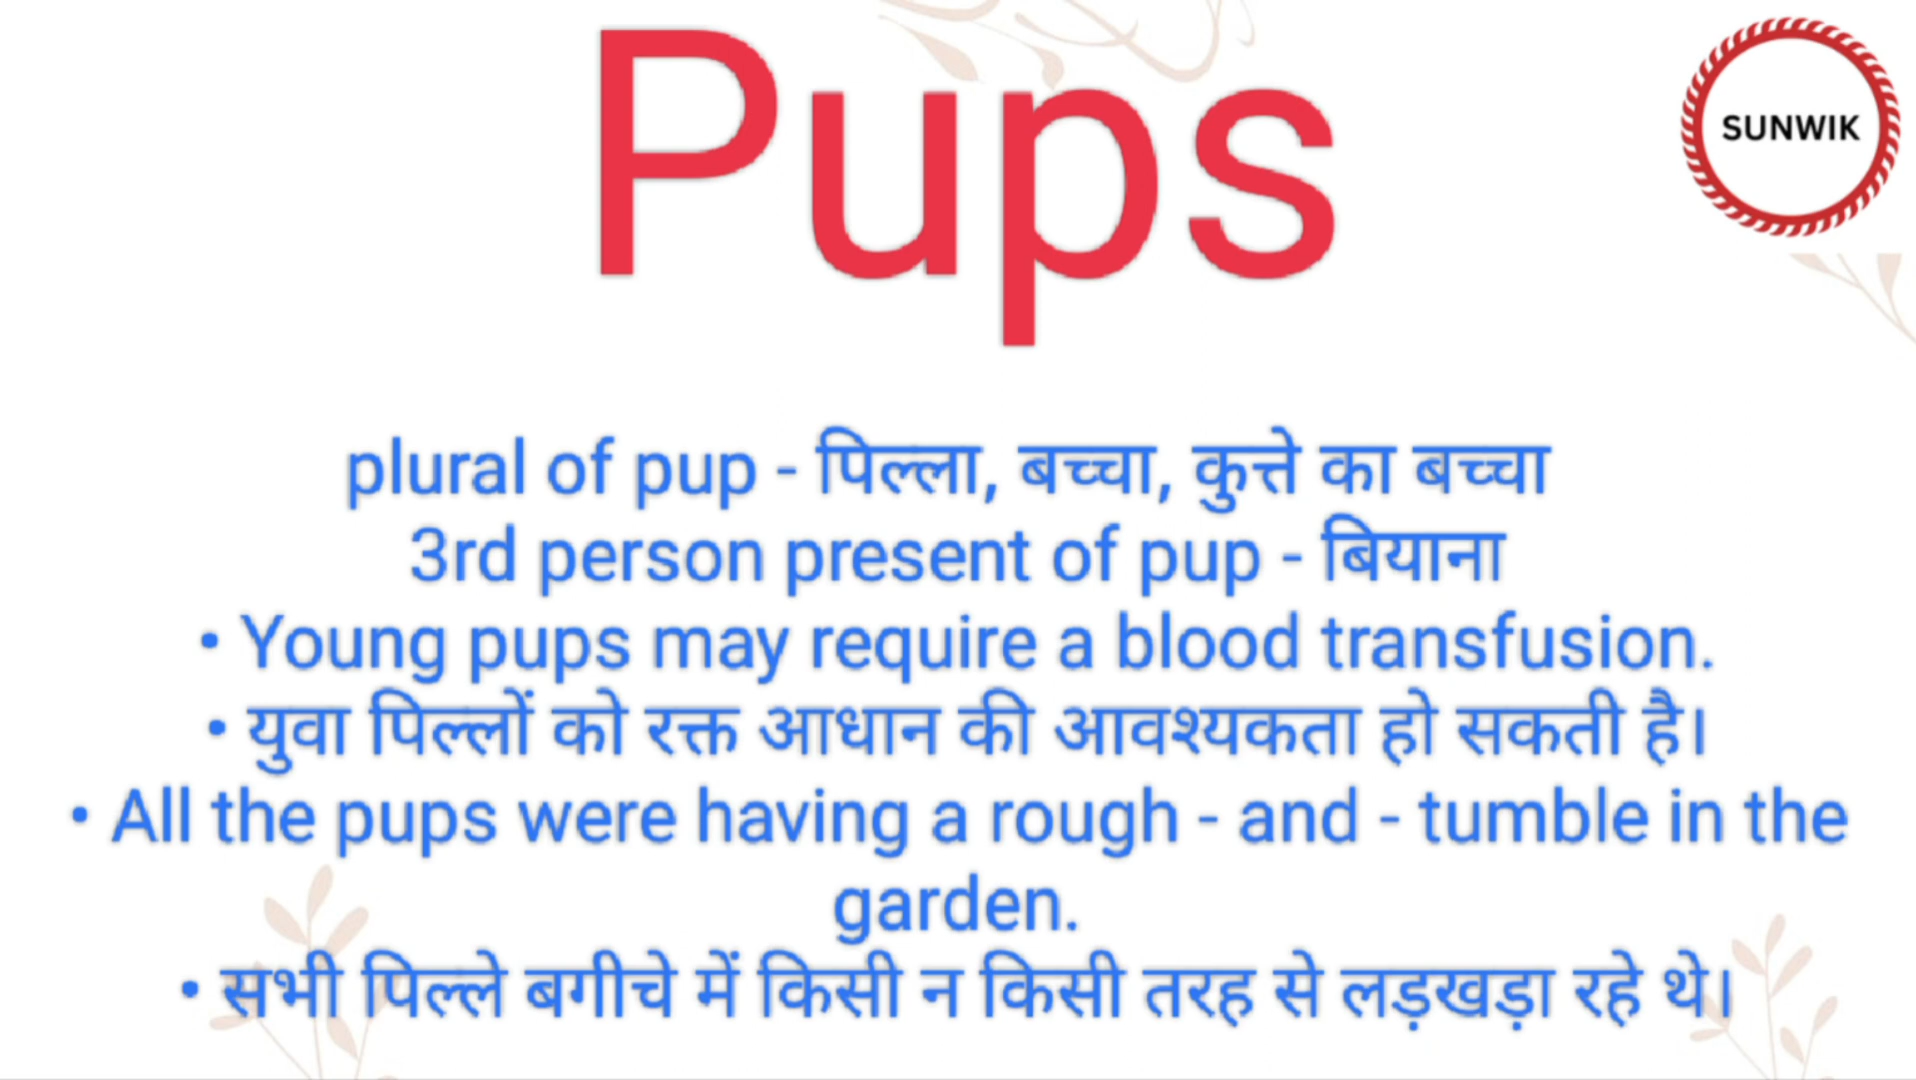 Pups
SUNWIK
plural of pup - पिल्ला, बच्चा, कुत्ते का बच्चा
3rd person present of pup - बियाना
• Young pups may require a blood transfusion.
• युवा पिल्लों को रक्त आधान की आवश्यकता हो सकती है।
• All the pups were having a rough - and - tumble in the
garden.
• सभी पिल्ले बगीचे में किसी न किसी तरह से लड़खड़ा रहे थे।